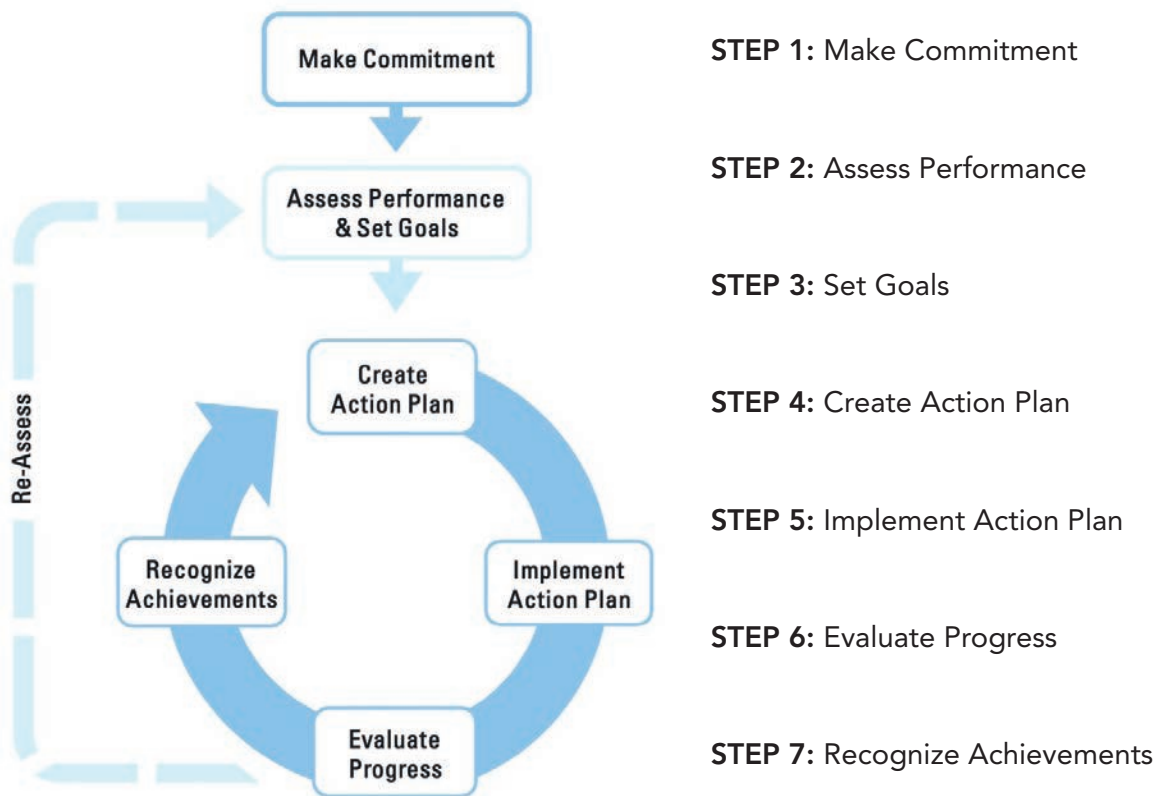 Make Commitment
Assess Performance
& Set Goals
Create
Action Plan
Re-Assess
Recognize
Achievements
Implement
Action Plan
Evaluate
Progress
STEP 1: Make Commitment
STEP 2: Assess Performance
STEP 3: Set Goals
STEP 4: Create Action Plan
STEP 5: Implement Action Plan
STEP 6: Evaluate Progress
STEP 7: Recognize Achievements